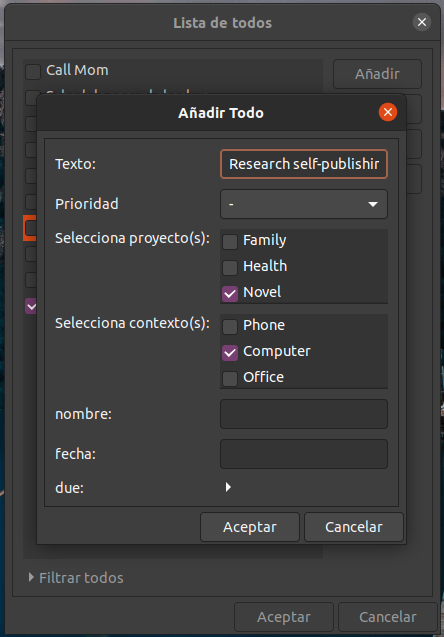 Lista de todos
Call Mom
Añadir
Añadir Todo
Texto: Research self-publishin
Prioridad -
Selecciona proyecto(s): Family
Health
Novel
Selecciona contexto(s): Phone
Computer
Office
nombre:
fecha:
due:
Aceptar Cancelar
Filtrar todos
Aceptar Cancelar